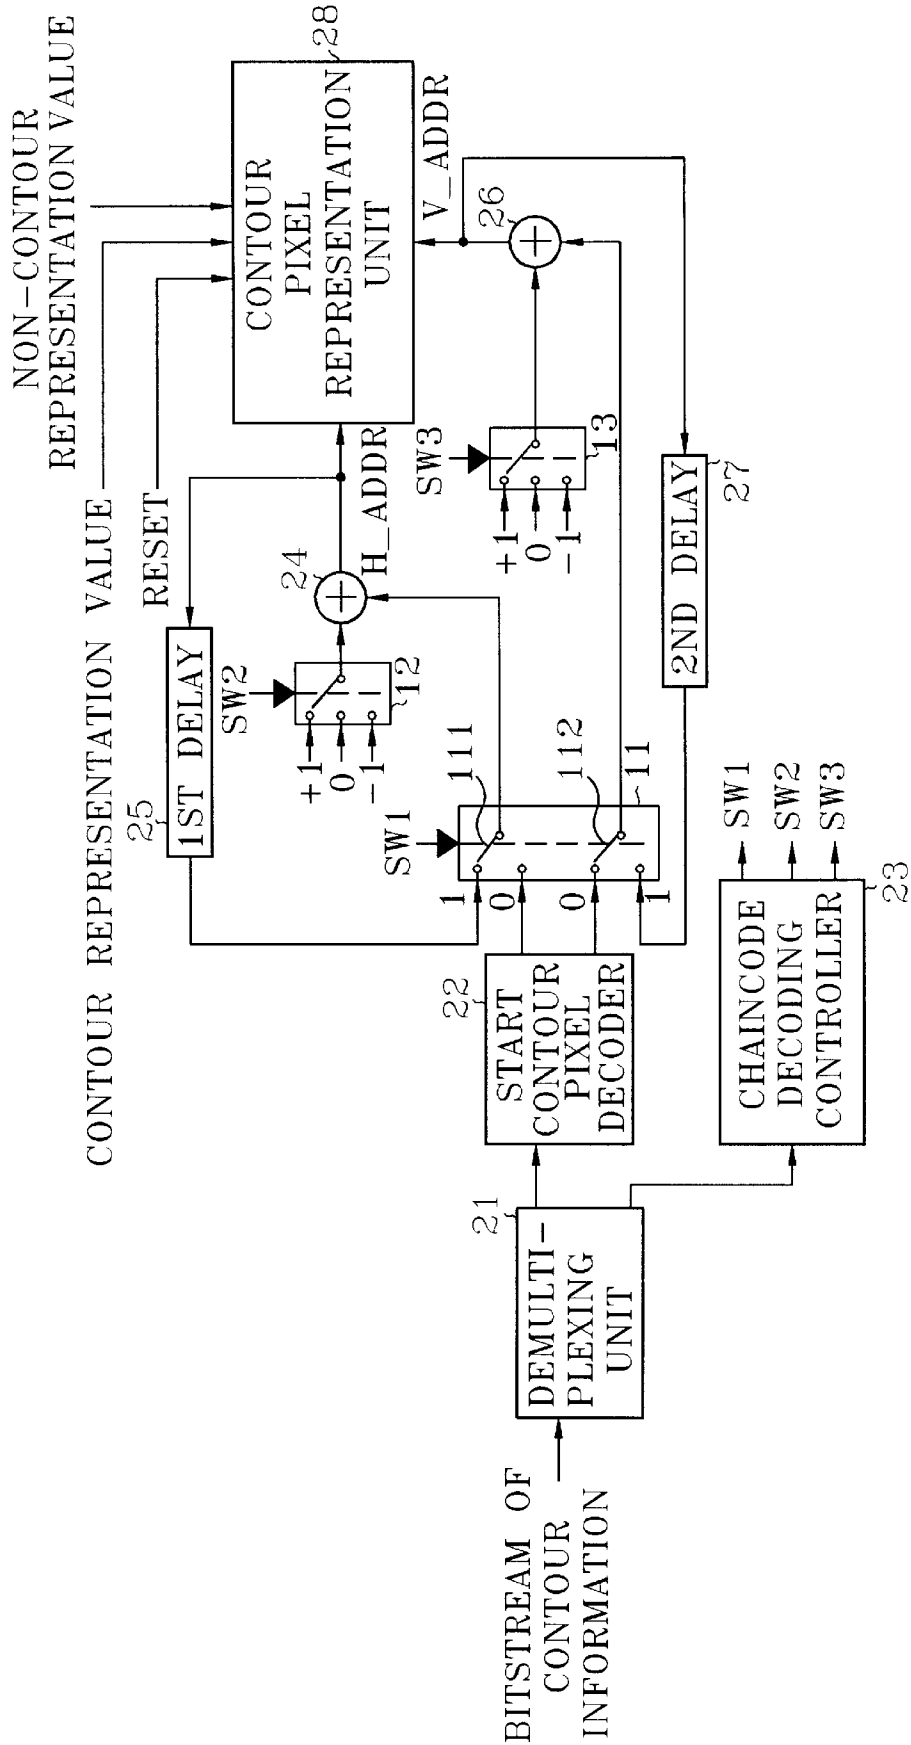 BITSTREAM OF
CONTOUR
INFORMATION
21
DEMULTI-
PLEXING
UNIT
22
START
CONTOUR
PIXEL
DECODER
CHAINCODE
DECODING
CONTROLLER
23
SW1
SW2
SW3
SW1
1
0
0
1
111
112
11
25
1ST DELAY
SW2
+1
0
-1
12
24
H_ADDR
SW3
+1
0
-1
13
26
V_ADDR
2ND DELAY
27
CONTOUR REPRESENTATION VALUE
RESET
NON-CONTOUR
REPRESENTATION VALUE
CONTOUR
PIXEL
REPRESENTATION
UNIT
28
+
+